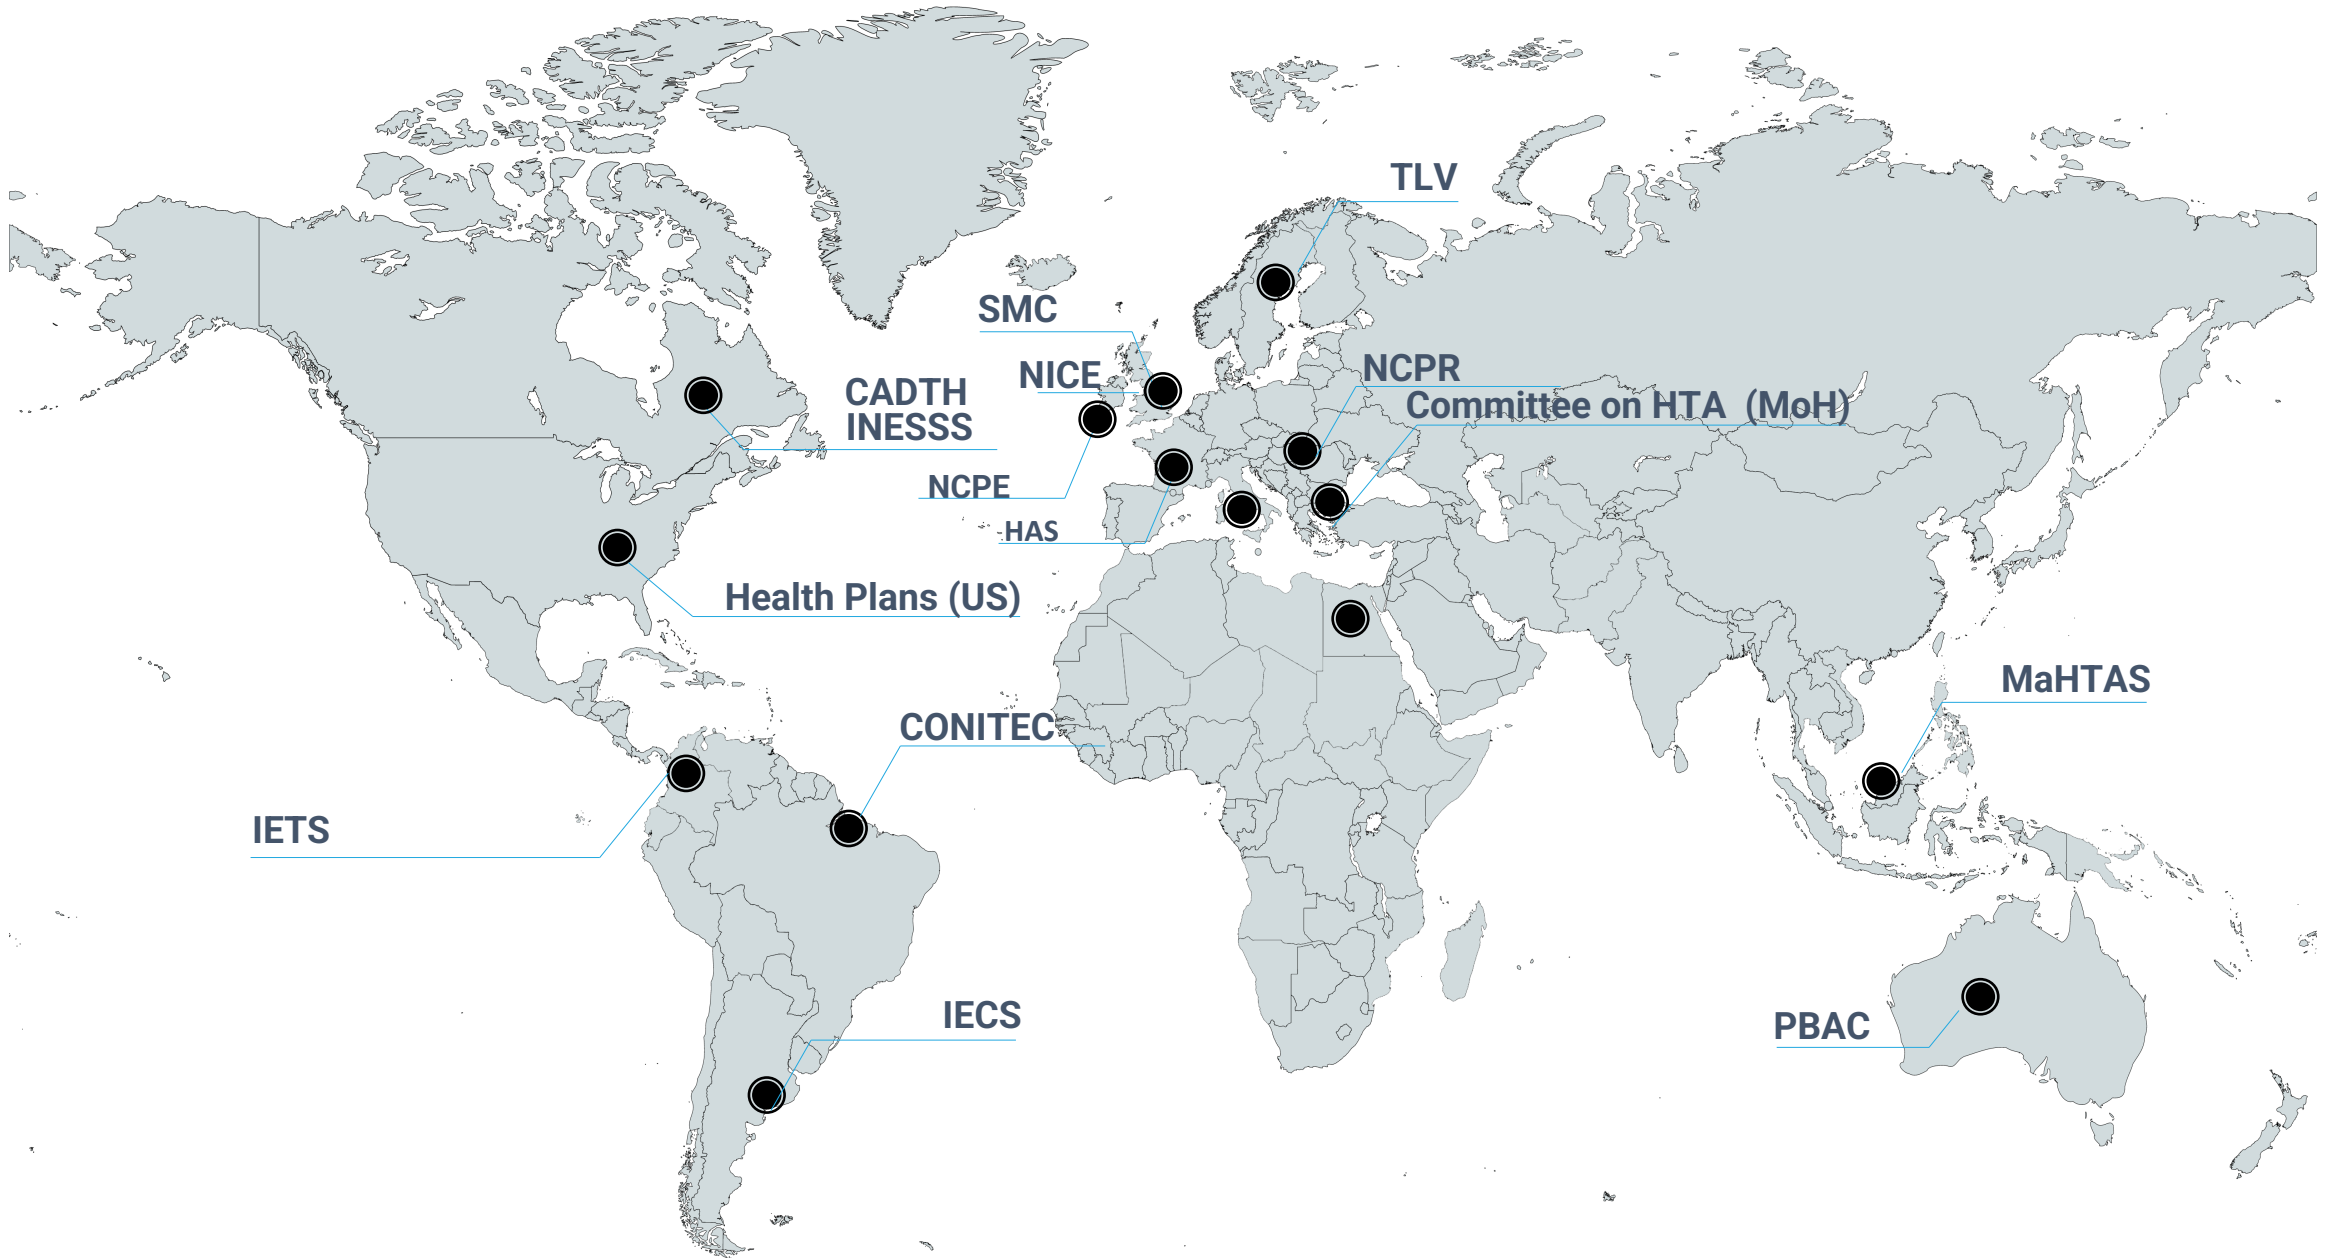 TLV
SMC
NICE
NCPR
CADTH
INESSS
Committee on HTA (MoH)
NCPE
HAS
Health Plans (US)
MaHTAS
CONITEC
IETS
IECS
PBAC